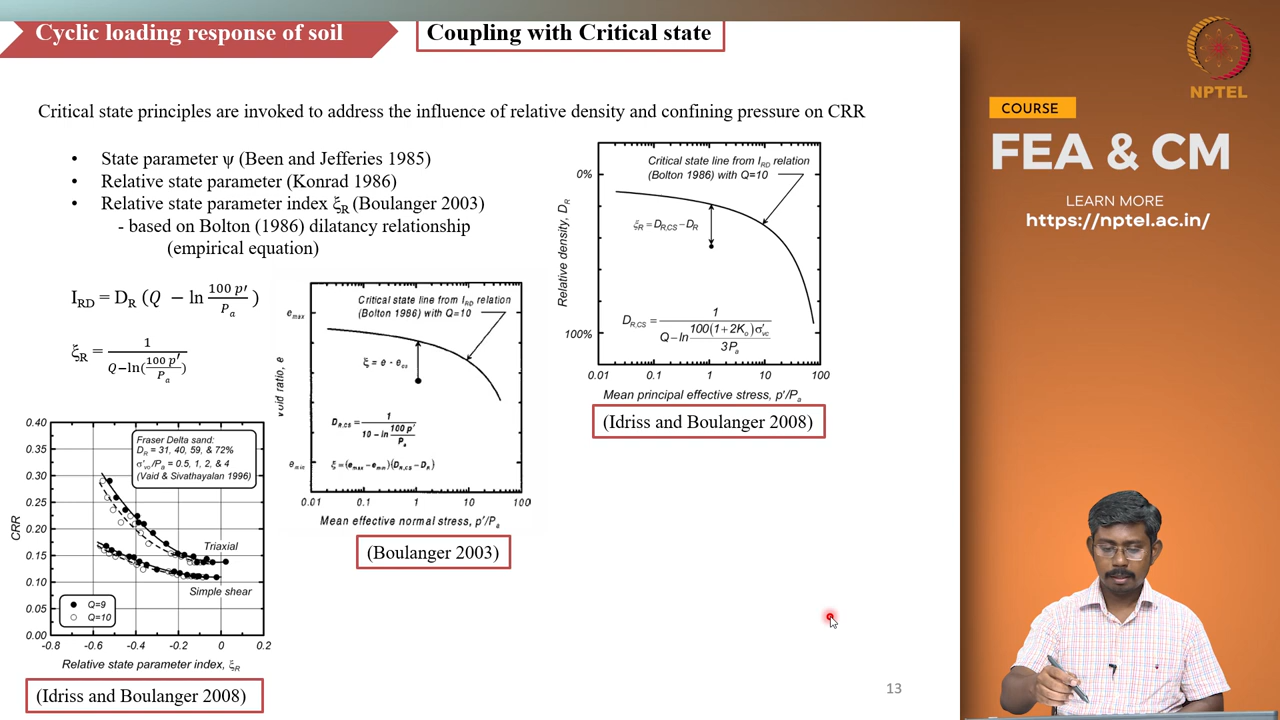 Cyclic loading response of soil
Coupling with Critical state
Critical state principles are invoked to address the influence of relative density and confining pressure on CRR
• State parameter ψ (Been and Jefferies 1985)
• Relative state parameter (Konrad 1986)
• Relative state parameter index ξR (Boulanger 2003)
- based on Bolton (1986) dilatancy relationship
(empirical equation)
IRD = DR (Q − ln 100 p′ / Pa)
ξR = 1 / Q−ln(100 p′ / Pa)
0.40
0.35
0.30
0.25
0.20
0.15
0.10
0.05
0.00
CRR
Fraser Delta sand:
DR = 31, 40, 59, & 72%
σ'vo/Pa = 0.5, 1, 2, & 4
(Vaid & Sivathayalan 1996)
Triaxial
Simple shear
Q=9
Q=10
-0.8 -0.6 -0.4 -0.2 0 0.2
Relative state parameter index, ξR
(Idriss and Boulanger 2008)
Critical state line from IRD relation
(Bolton 1986) with Q=10
emax
ξ = e - ecs
Void ratio, e
DR,CS = 1 / 10 − ln 100 p' / Pa
emin
ξ = (emax − emin)(DR,CS − DR)
0.01 0.1 1 10 100
Mean effective normal stress, p'/Pa
(Boulanger 2003)
Critical state line from IRD relation
(Bolton 1986) with Q=10
0%
ξR = DR,CS − DR
Relative density, DR
DR,CS = 1 / Q − ln 100(1+2Ko)σ'vc / 3Pa
100%
0.01 0.1 1 10 100
Mean principal effective stress, p'/Pa
(Idriss and Boulanger 2008)
13
NPTEL
COURSE
FEA & CM
LEARN MORE
https://nptel.ac.in/